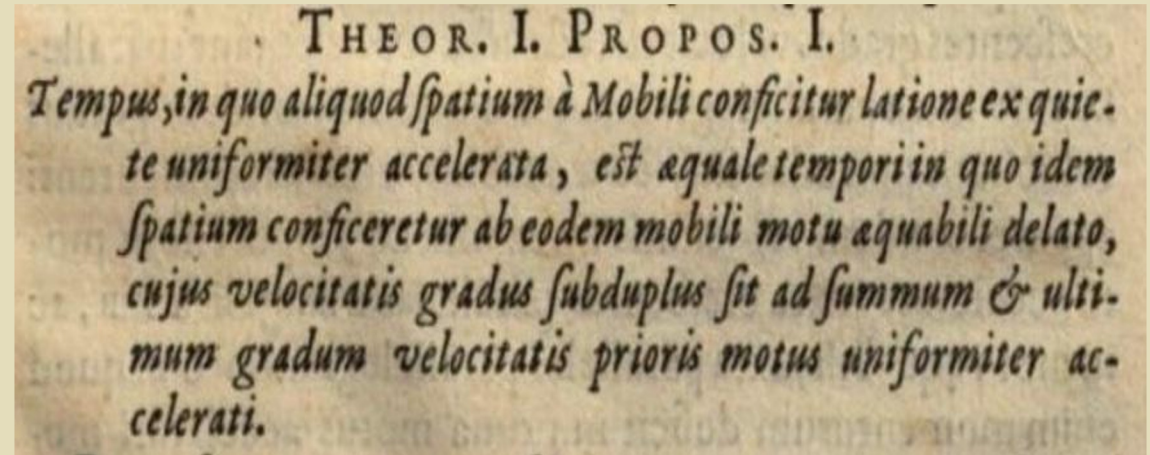 THEOR. I. PROPOS. I.
Tempus, in quo aliquod ſpatium à Mobili conficitur latione ex quie-
te uniformiter accelerata, eſt æquale tempori in quo idem
ſpatium conficeretur ab eodem mobili motu æquabili delato,
cujus velocitatis gradus ſubduplus ſit ad ſummum & ulti-
mum gradum velocitatis prioris motus uniformiter ac-
celerati.